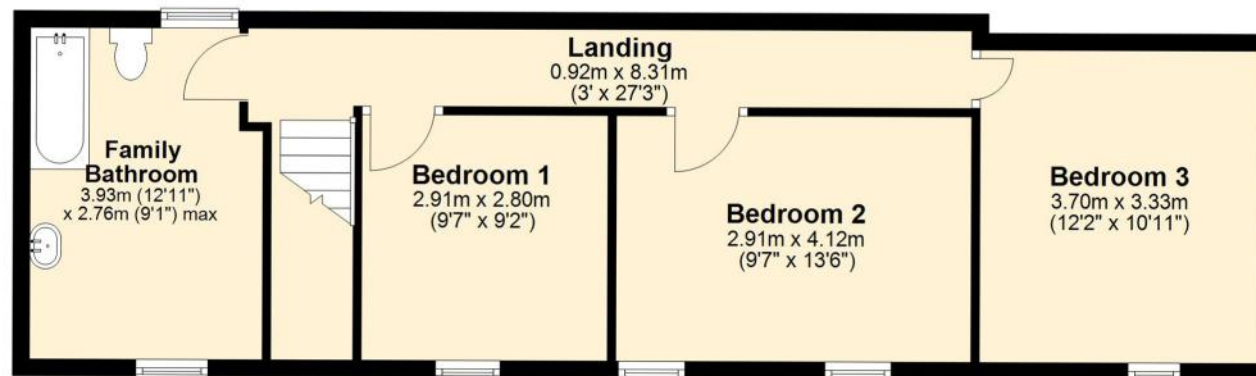 Landing
0.92m x 8.31m
(3' x 27'3")
Family
Bathroom
3.93m (12'11")
x 2.76m (9'1") max
Bedroom 1
2.91m x 2.80m
(9'7" x 9'2")
Bedroom 2
2.91m x 4.12m
(9'7" x 13'6")
Bedroom 3
3.70m x 3.33m
(12'2" x 10'11")